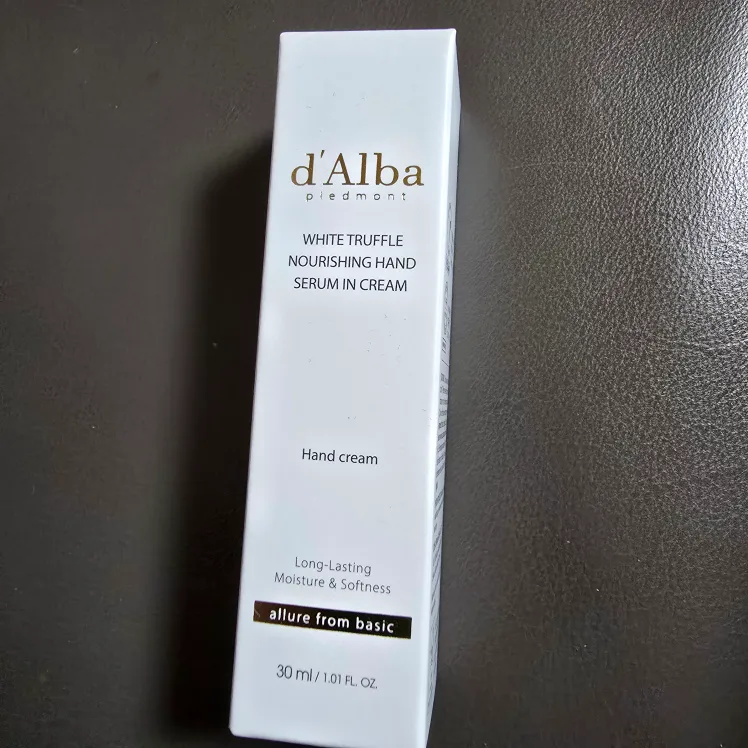 d'Alba
piedmont
WHITE TRUFFLE
NOURISHING HAND
SERUM IN CREAM
Hand cream
Long-Lasting
Moisture & Softness
allure from basic
30 ml / 1.01 FL. OZ.